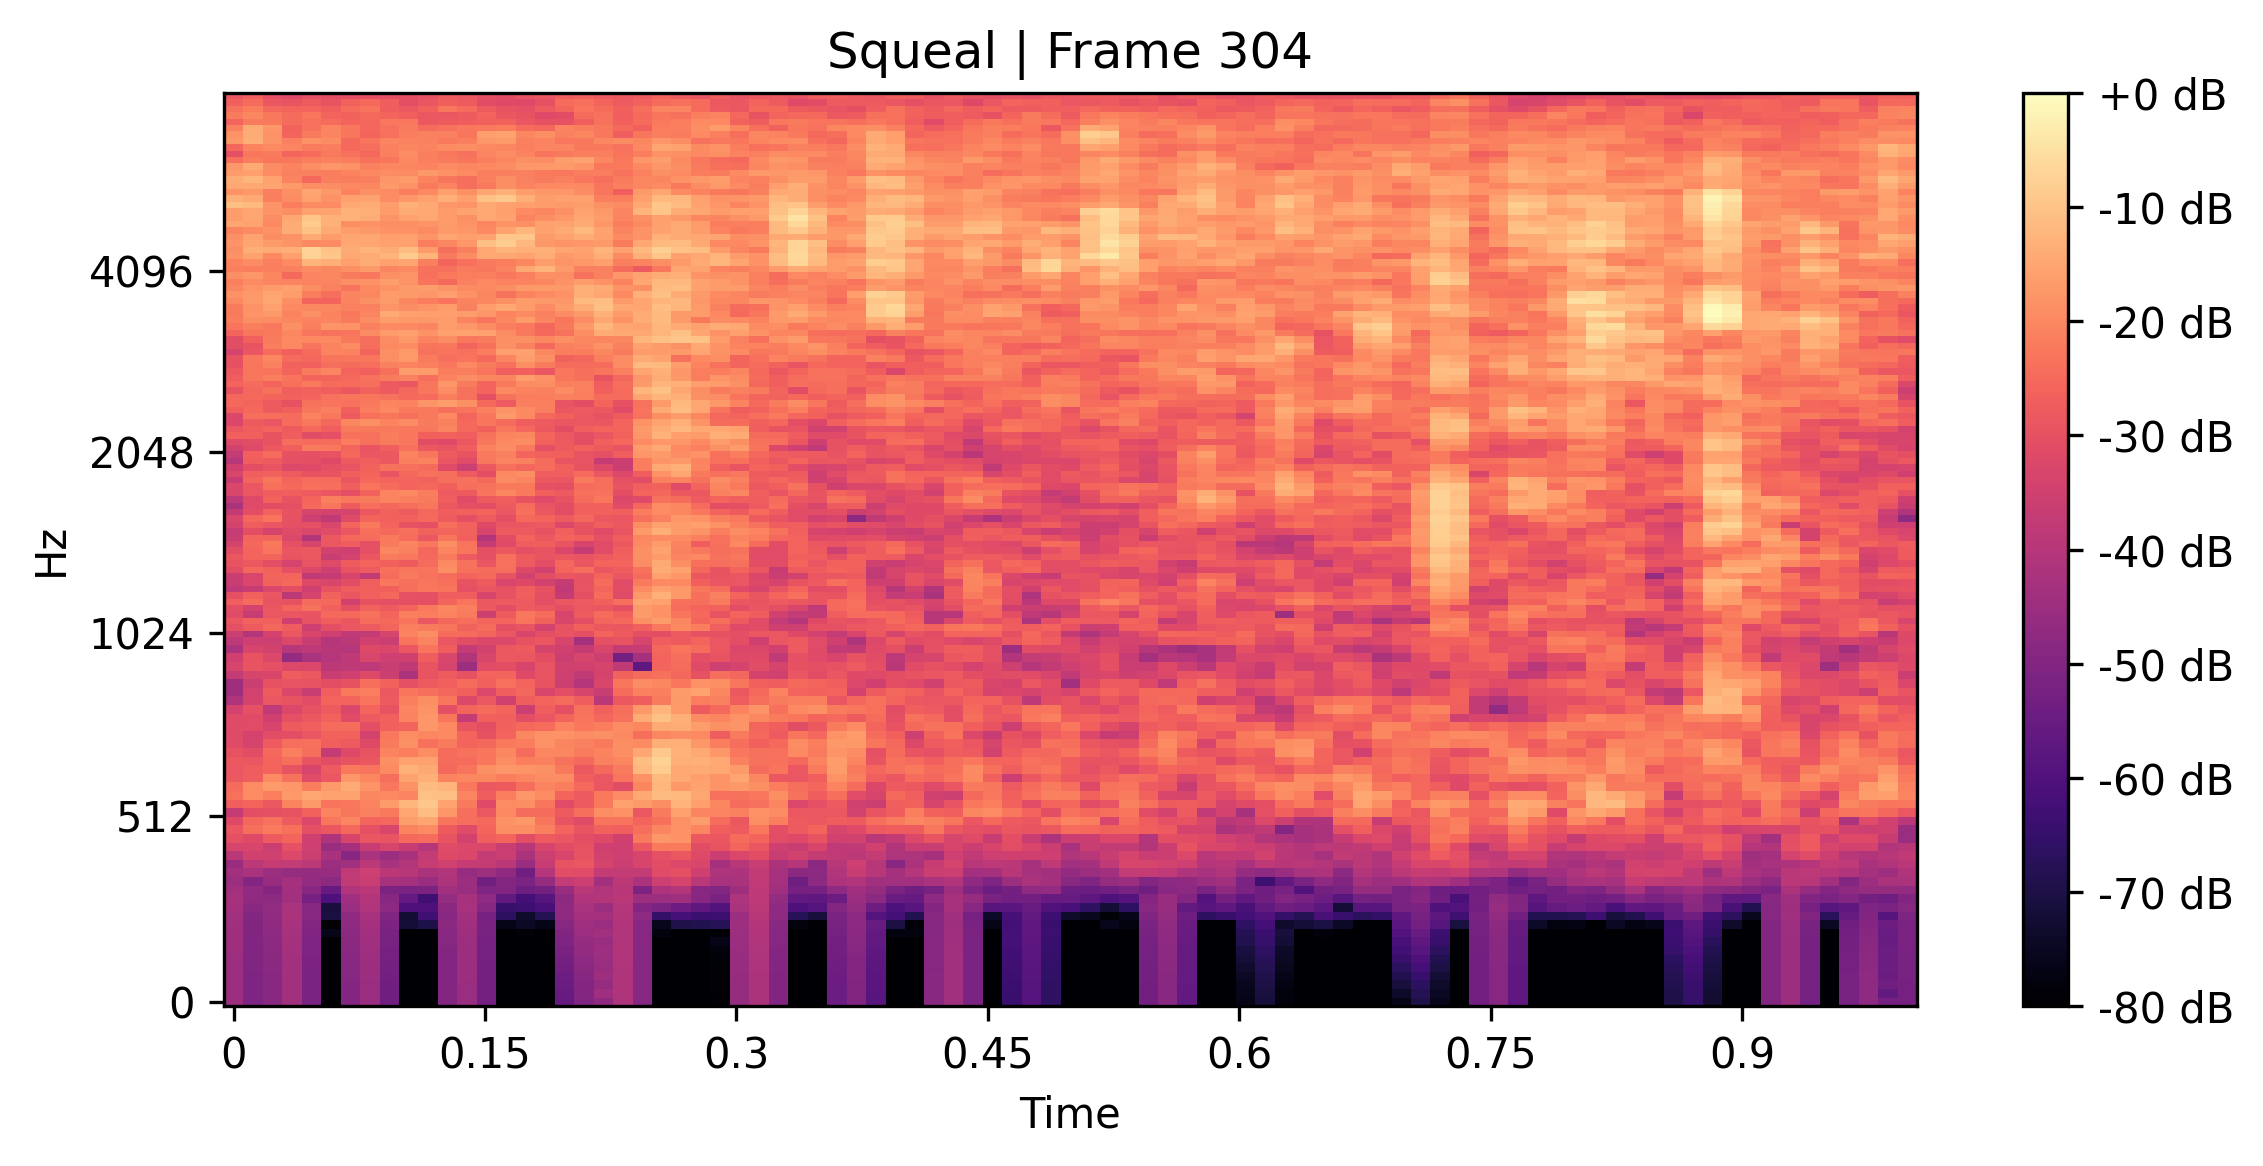 Squeal | Frame 304
+0 dB
-10 dB
-20 dB
-30 dB
-40 dB
-50 dB
-60 dB
-70 dB
-80 dB
Hz
4096
2048
1024
512
0
0 0.15 0.3 0.45 0.6 0.75 0.9
Time